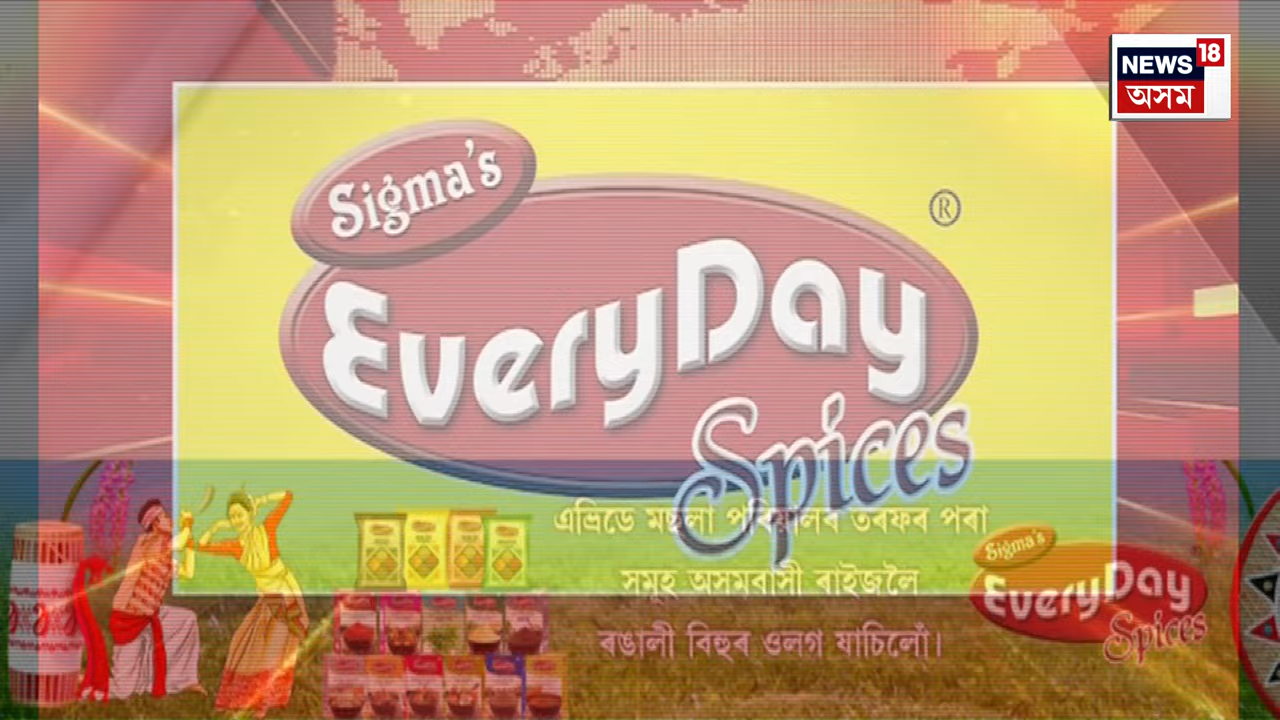 NEWS 18
অসম
Sigma's
®
EveryDay
Spices
এভ্ৰিডে মছলা পৰিয়ালৰ তৰফৰ পৰা
সমূহ অসমবাসী ৰাইজলৈ
ৰঙালী বিহুৰ ওলগ যাচিলোঁ।
Sigma's
EveryDay
Spices